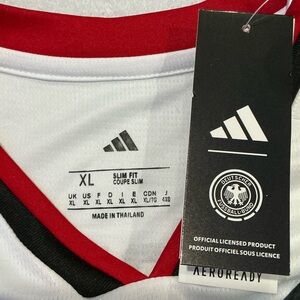 XL
SLIM FIT
COUPE SLIM
UK US F D I E CDN J
XL XL XL XL XL XL XL/TG 4XO
MADE IN THAILAND
DEUTSCHER
FUSSBALL-BUND
OFFICIAL LICENSED PRODUCT
PRODUIT OFFICIEL SOUS LICENCE
AEROREADY